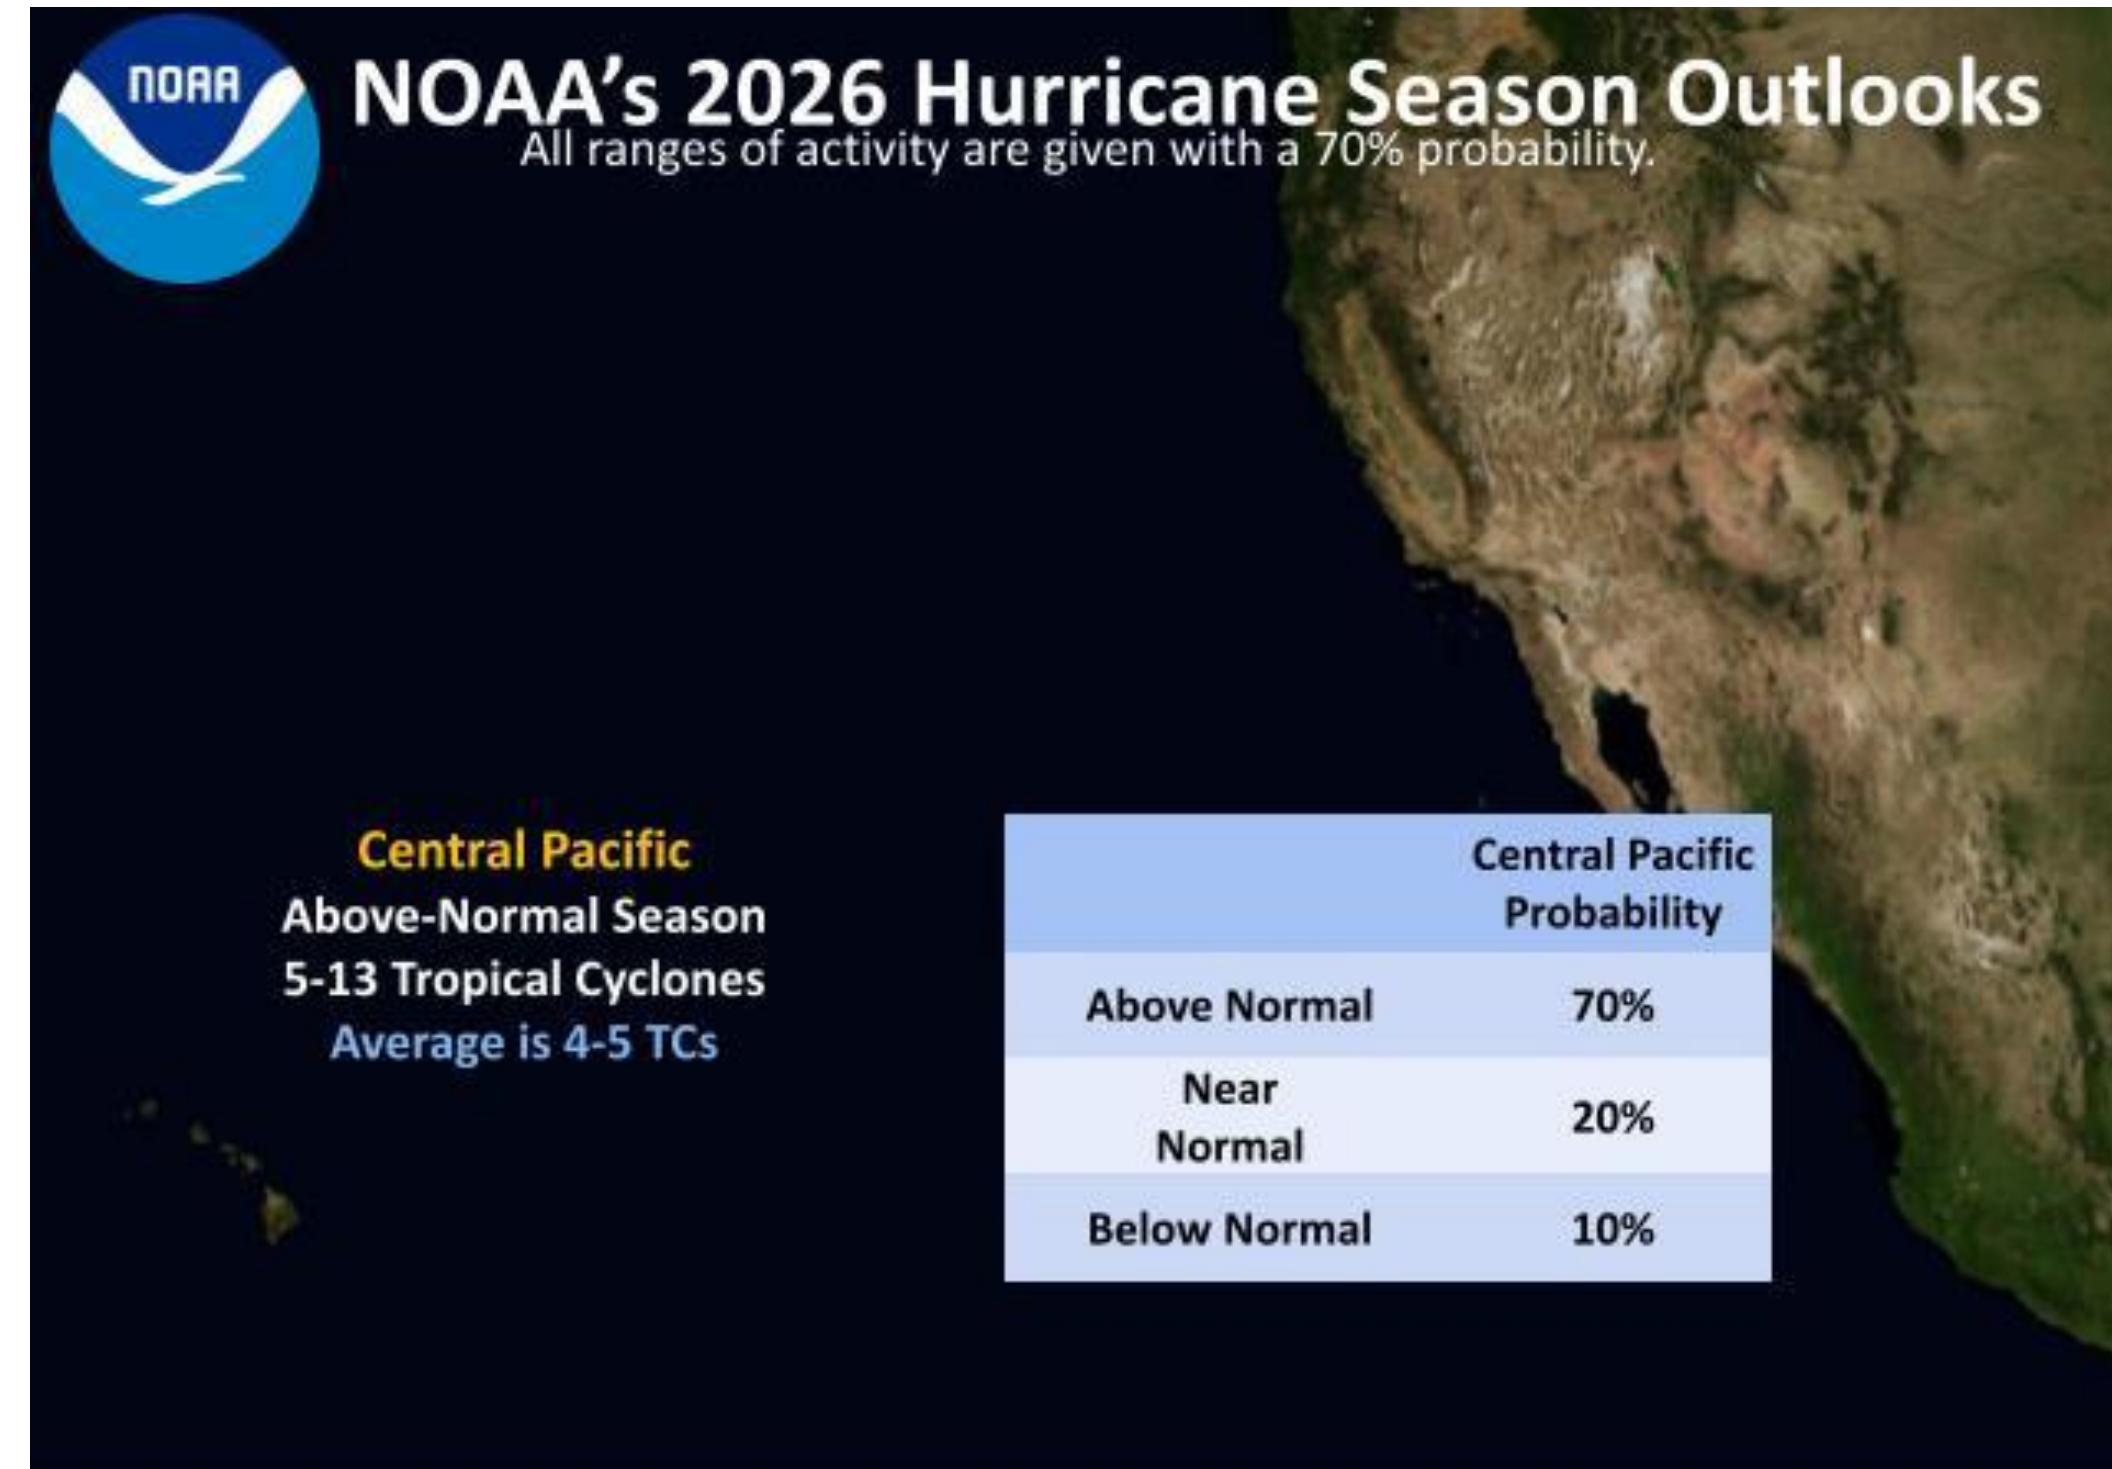 NOAA
NOAA's 2026 Hurricane Season Outlooks
All ranges of activity are given with a 70% probability.
Central Pacific
Above-Normal Season
5-13 Tropical Cyclones
Average is 4-5 TCs
Central Pacific
Probability
Above Normal 70%
Near
Normal 20%
Below Normal 10%